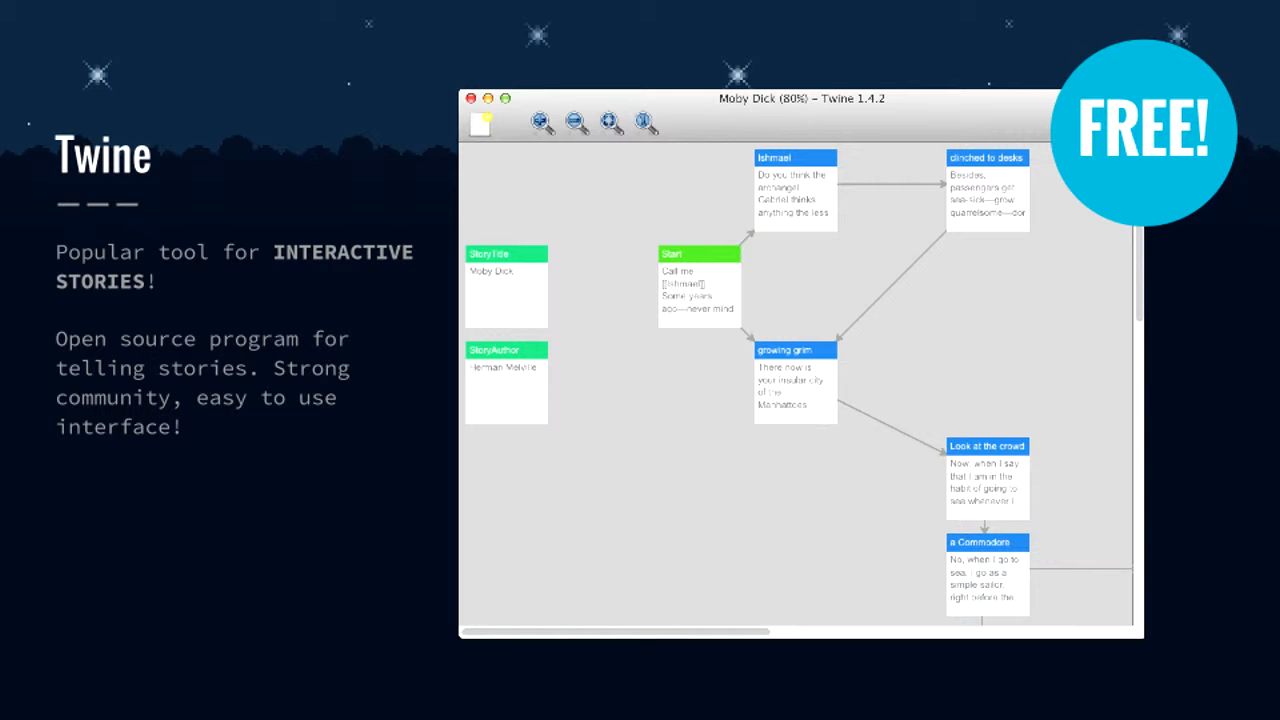 Twine
Popular tool for INTERACTIVE
STORIES!
Open source program for
telling stories. Strong
community, easy to use
interface!
FREE!
Moby Dick (80%) – Twine 1.4.2
StoryTitle
Moby Dick
StoryAuthor
Herman Melville
Start
Call me
[[Ishmael]]
Some years
ago—never mind
Ishmael
Do you think the
archangel
Gabriel thinks
anything the less
clinched to desks
Besides,
passengers get
sea-sick—grow
quarrelsome—don
growing grim
There now is
your insular city
of the
Manhattoes
Look at the crowd
Now, when I say
that I am in the
habit of going to
sea whenever I
a Commodore
No, when I go to
sea, I go as a
simple sailor,
right before the